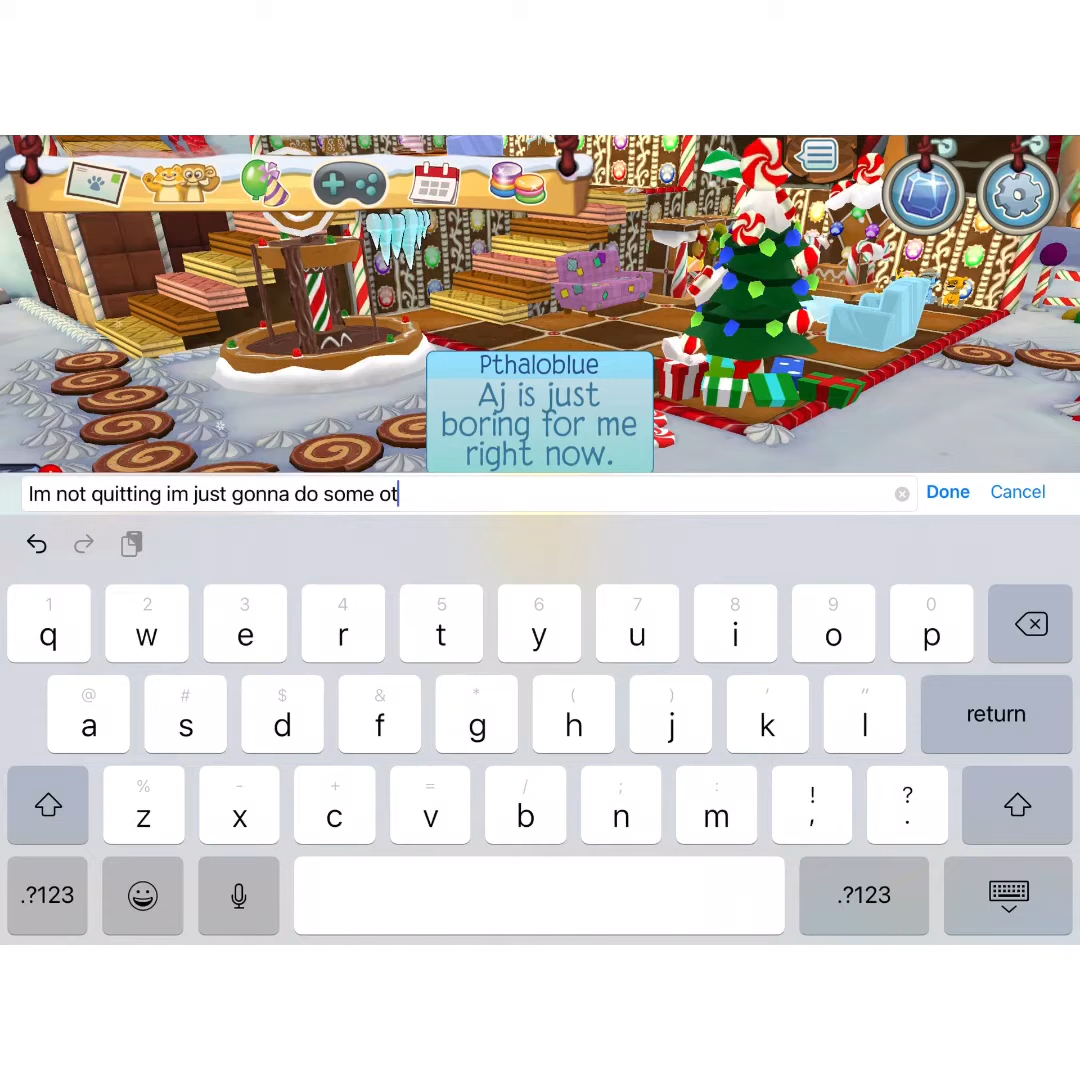 Pthaloblue
Aj is just
boring for me
right now.
Im not quitting im just gonna do some ot
Done
Cancel
1 2 3 4 5 6 7 8 9 0
q w e r t y u i o p
@ # $ & * ( ) ' "
a s d f g h j k l return
% - + = / ; : ! ?
z x c v b n m , .
.?123 .?123